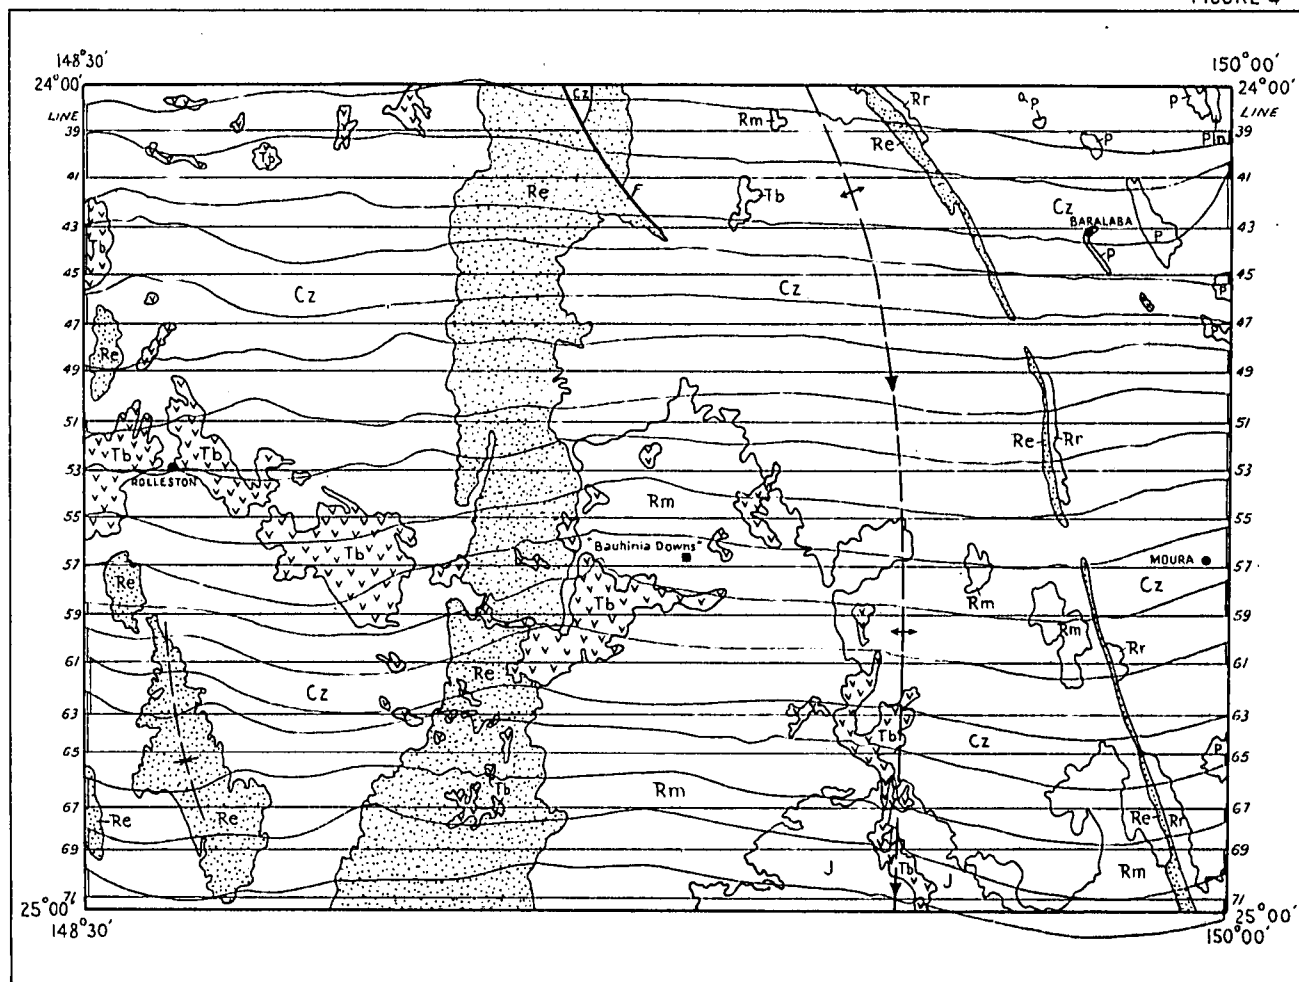 FIGURE 4
148°30' 150°00'
24°00' 24°00'
LINE LINE
Cz Rr P P
39 Rm 39
Re P Pln
Tb
41 Re 41
F Tb Cz
BARALABA
43 P 43
Tb P
45 45
Cz Cz P
47 47
Re P
49 49
51 51
Re Rr
Tb Tb
53 53
ROLLESTON
Rm
55 55
Tb "Bauhinia Downs" MOURA
57 57
Re Cz
Tb Rm
59 59
Rm
Rr
61 61
Re
Cz
63 63
Tb Cz
65 65
P
Tb Rm
67 67
Re Re Re Rr
69 69
J Tb J Rm
71 71
25°00' 25°00'
148°30' 150°00'